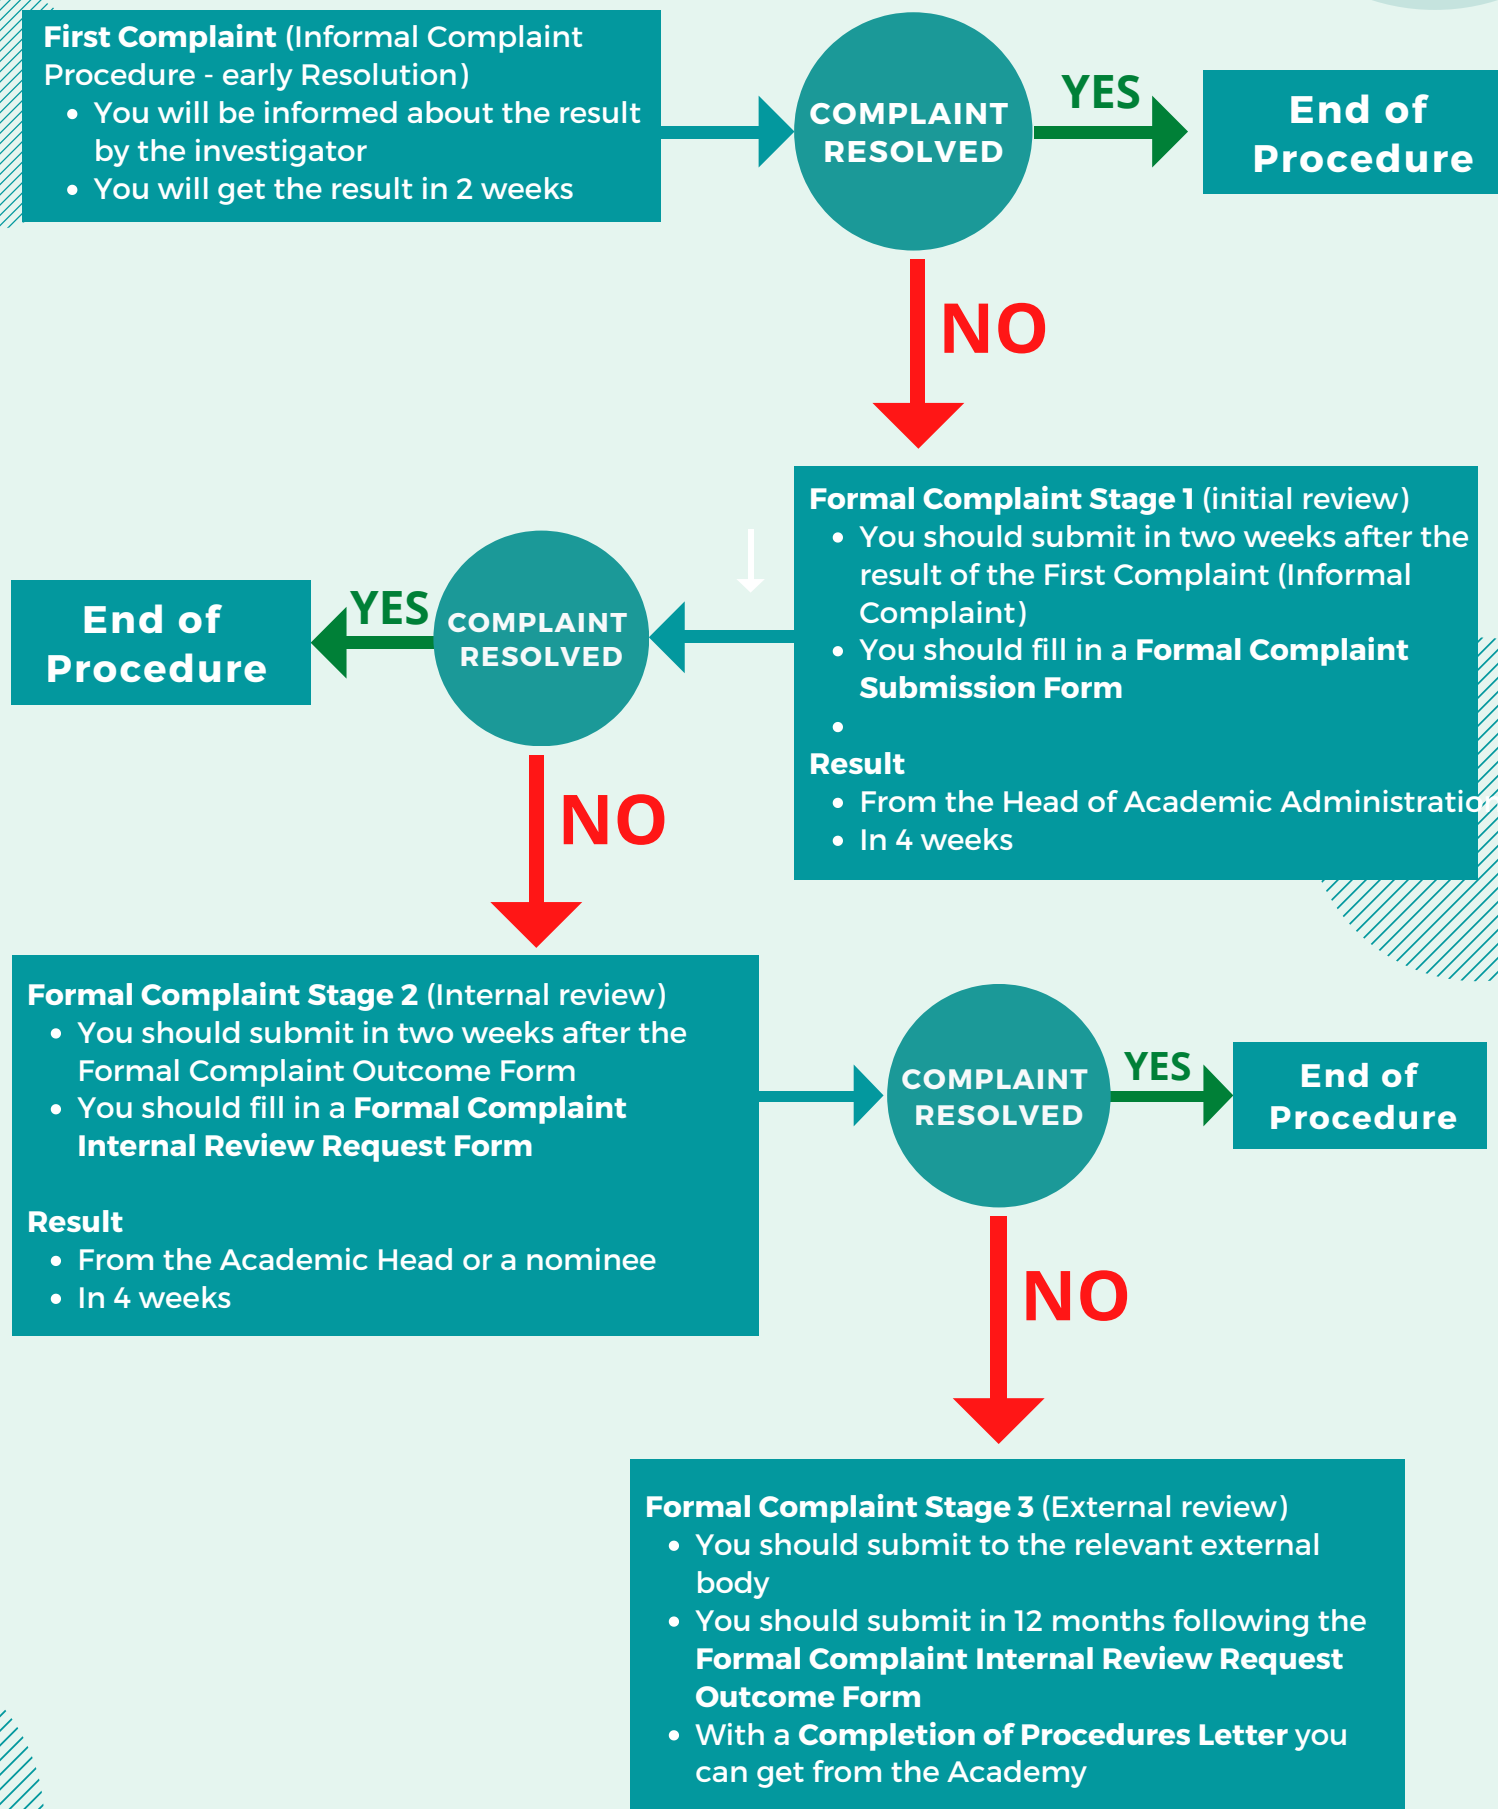 First Complaint (Informal Complaint
Procedure - early Resolution)
• You will be informed about the result
by the investigator
• You will get the result in 2 weeks
COMPLAINT
RESOLVED
YES
End of
Procedure
NO
Formal Complaint Stage 1 (initial review)
• You should submit in two weeks after the
result of the First Complaint (Informal
Complaint)
• You should fill in a Formal Complaint
Submission Form
•
Result
• From the Head of Academic Administration
• In 4 weeks
COMPLAINT
RESOLVED
YES
End of
Procedure
NO
Formal Complaint Stage 2 (Internal review)
• You should submit in two weeks after the
Formal Complaint Outcome Form
• You should fill in a Formal Complaint
Internal Review Request Form
Result
• From the Academic Head or a nominee
• In 4 weeks
COMPLAINT
RESOLVED
YES
End of
Procedure
NO
Formal Complaint Stage 3 (External review)
• You should submit to the relevant external
body
• You should submit in 12 months following the
Formal Complaint Internal Review Request
Outcome Form
• With a Completion of Procedures Letter you
can get from the Academy